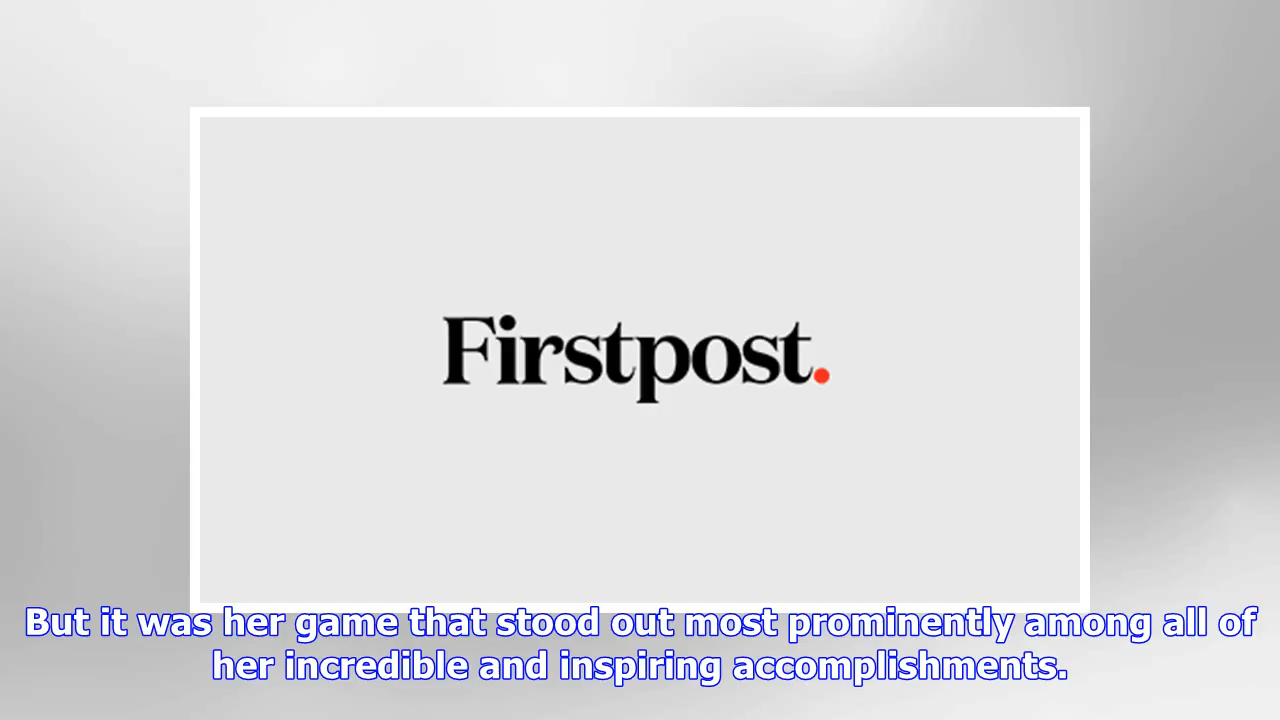 Firstpost.
But it was her game that stood out most prominently among all of
her incredible and inspiring accomplishments.